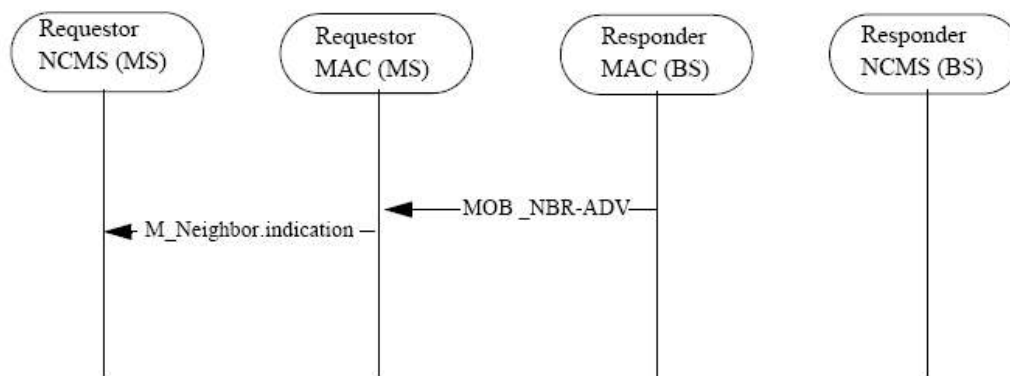 Requestor
NCMS (MS)
Requestor
MAC (MS)
Responder
MAC (BS)
Responder
NCMS (BS)
MOB _NBR-ADV
M_Neighbor.indication